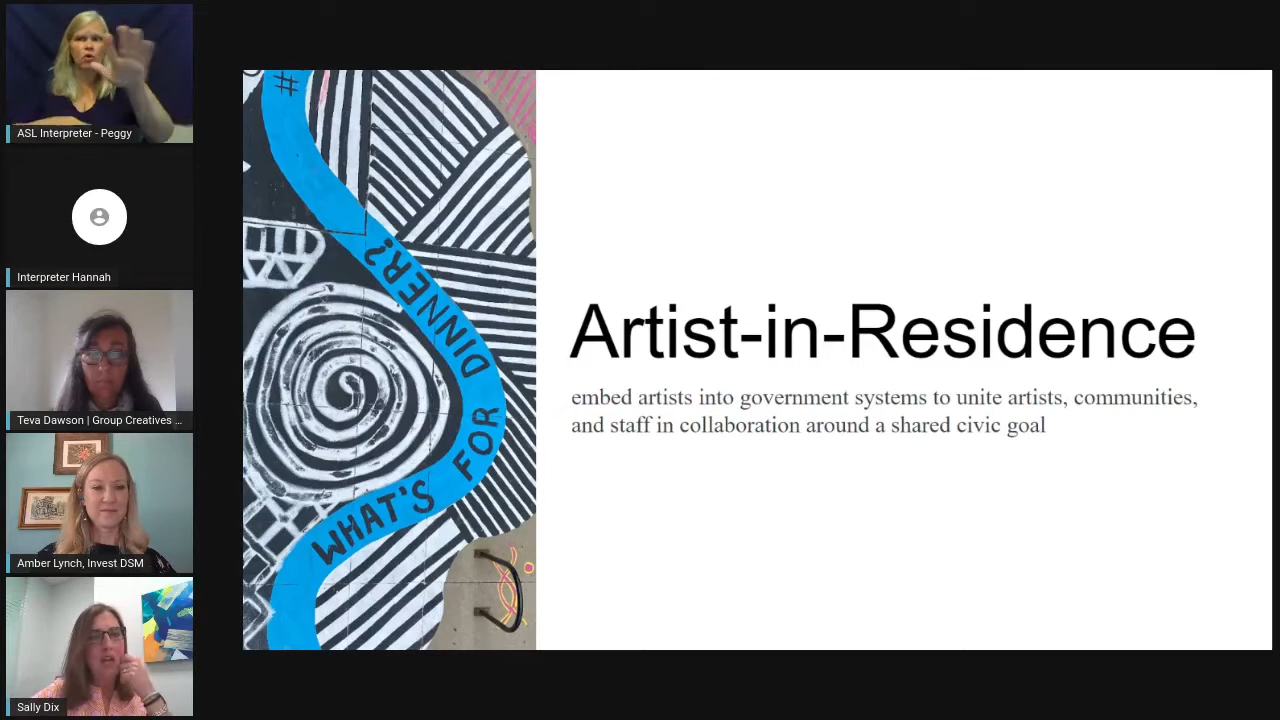 ASL Interpreter - Peggy
Interpreter Hannah
Teva Dawson | Group Creatives ...
Amber Lynch, Invest DSM
Sally Dix
#
WHAT'S FOR DINNER?
Artist-in-Residence
embed artists into government systems to unite artists, communities,
and staff in collaboration around a shared civic goal